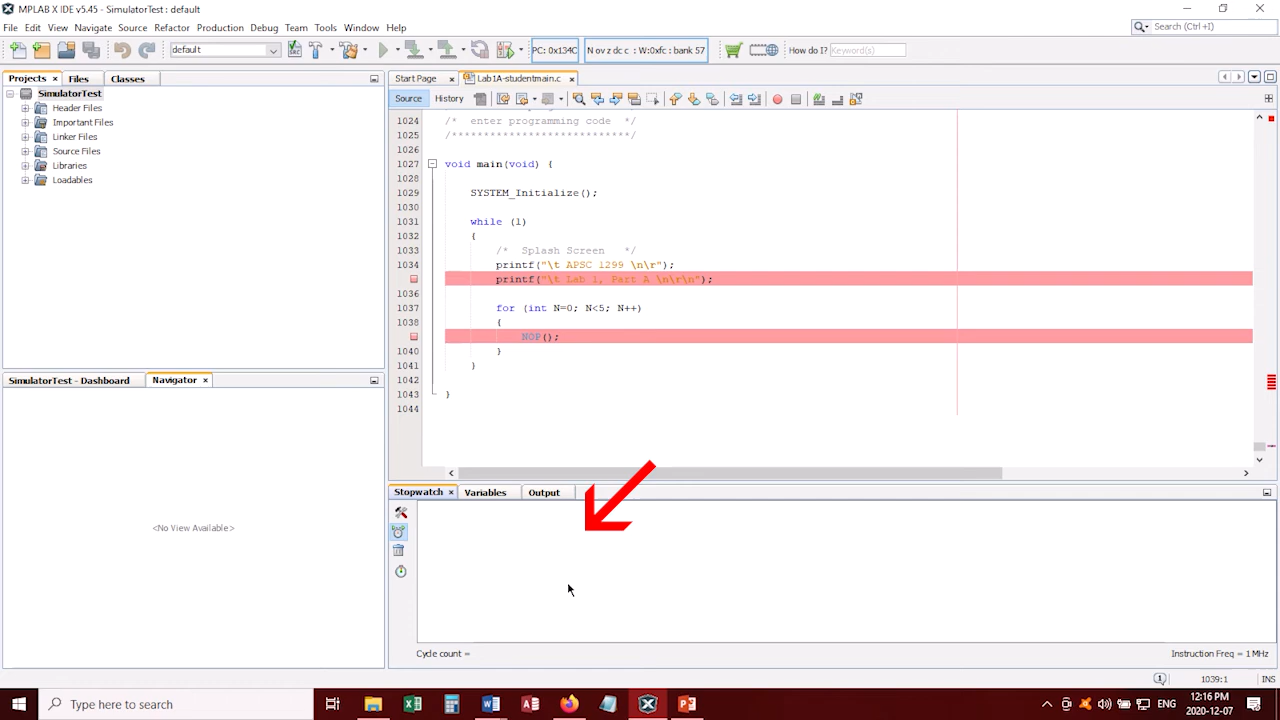 MPLAB X IDE v5.45 - SimulatorTest : default
File Edit View Navigate Source Refactor Production Debug Team Tools Window Help
Search (Ctrl+I)
default
PC: 0x134C
N ov z dc c : W:0xfc : bank 57
How do I?
Keyword(s)
Projects Files Classes
Start Page Lab1A-studentmain.c
Source History
SimulatorTest
Header Files
Important Files
Linker Files
Source Files
Libraries
Loadables
1024 /* enter programming code */
1025 /****************************/
1026
1027 void main(void) {
1028
1029 SYSTEM_Initialize();
1030
1031 while (1)
1032 {
1033 /* Splash Screen */
1034 printf("\t APSC 1299 \n\r");
printf("\t Lab 1, Part A \n\r\n");
1036
1037 for (int N=0; N<5; N++)
1038 {
NOP();
1040 }
1041 }
1042
1043 }
1044
SimulatorTest - Dashboard Navigator
<No View Available>
Stopwatch Variables Output
Cycle count =
Instruction Freq = 1 MHz
1
1039:1
INS
Type here to search
ENG
12:16 PM
2020-12-07